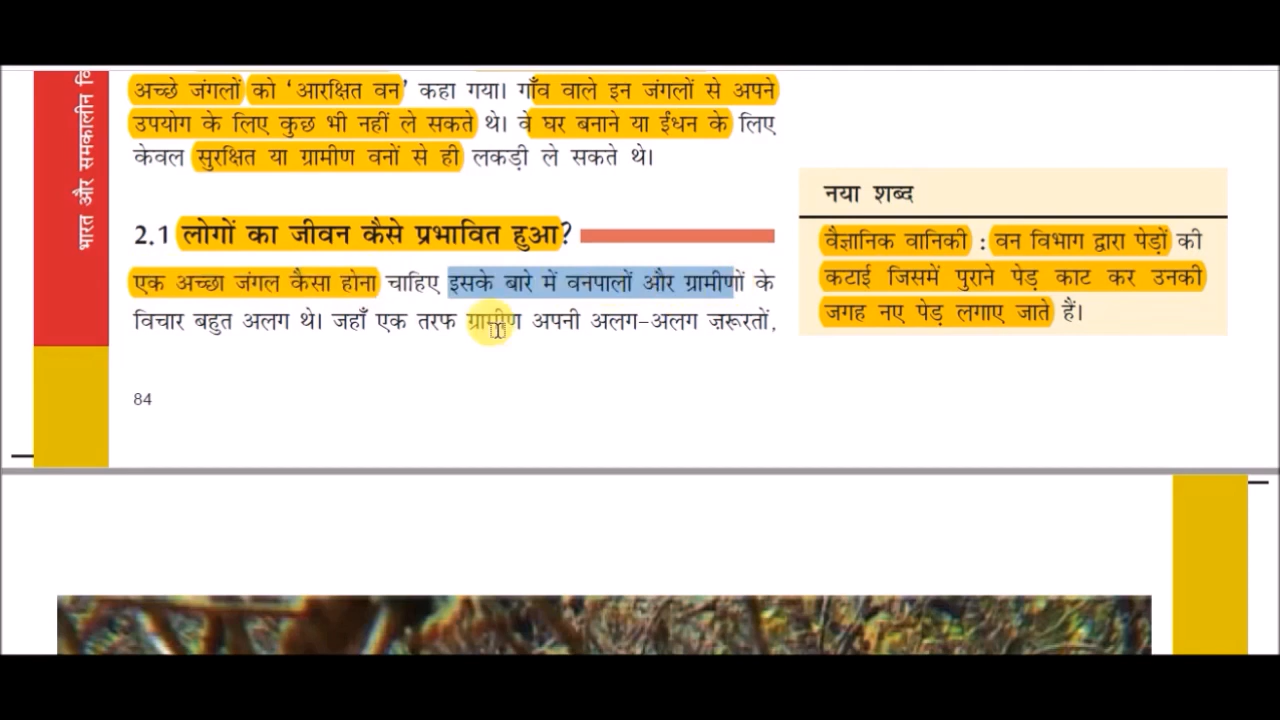 भारत और समकालीन वि
अच्छे जंगलों को ‘आरक्षित वन’ कहा गया। गाँव वाले इन जंगलों से अपने
उपयोग के लिए कुछ भी नहीं ले सकते थे। वे घर बनाने या ईंधन के लिए
केवल सुरक्षित या ग्रामीण वनों से ही लकड़ी ले सकते थे।
2.1 लोगों का जीवन कैसे प्रभावित हुआ?
एक अच्छा जंगल कैसा होना चाहिए इसके बारे में वनपालों और ग्रामीणों के
विचार बहुत अलग थे। जहाँ एक तरफ ग्रामीण अपनी अलग-अलग ज़रूरतों,
84
नया शब्द
वैज्ञानिक वानिकी : वन विभाग द्वारा पेड़ों की
कटाई जिसमें पुराने पेड़ काट कर उनकी
जगह नए पेड़ लगाए जाते हैं।